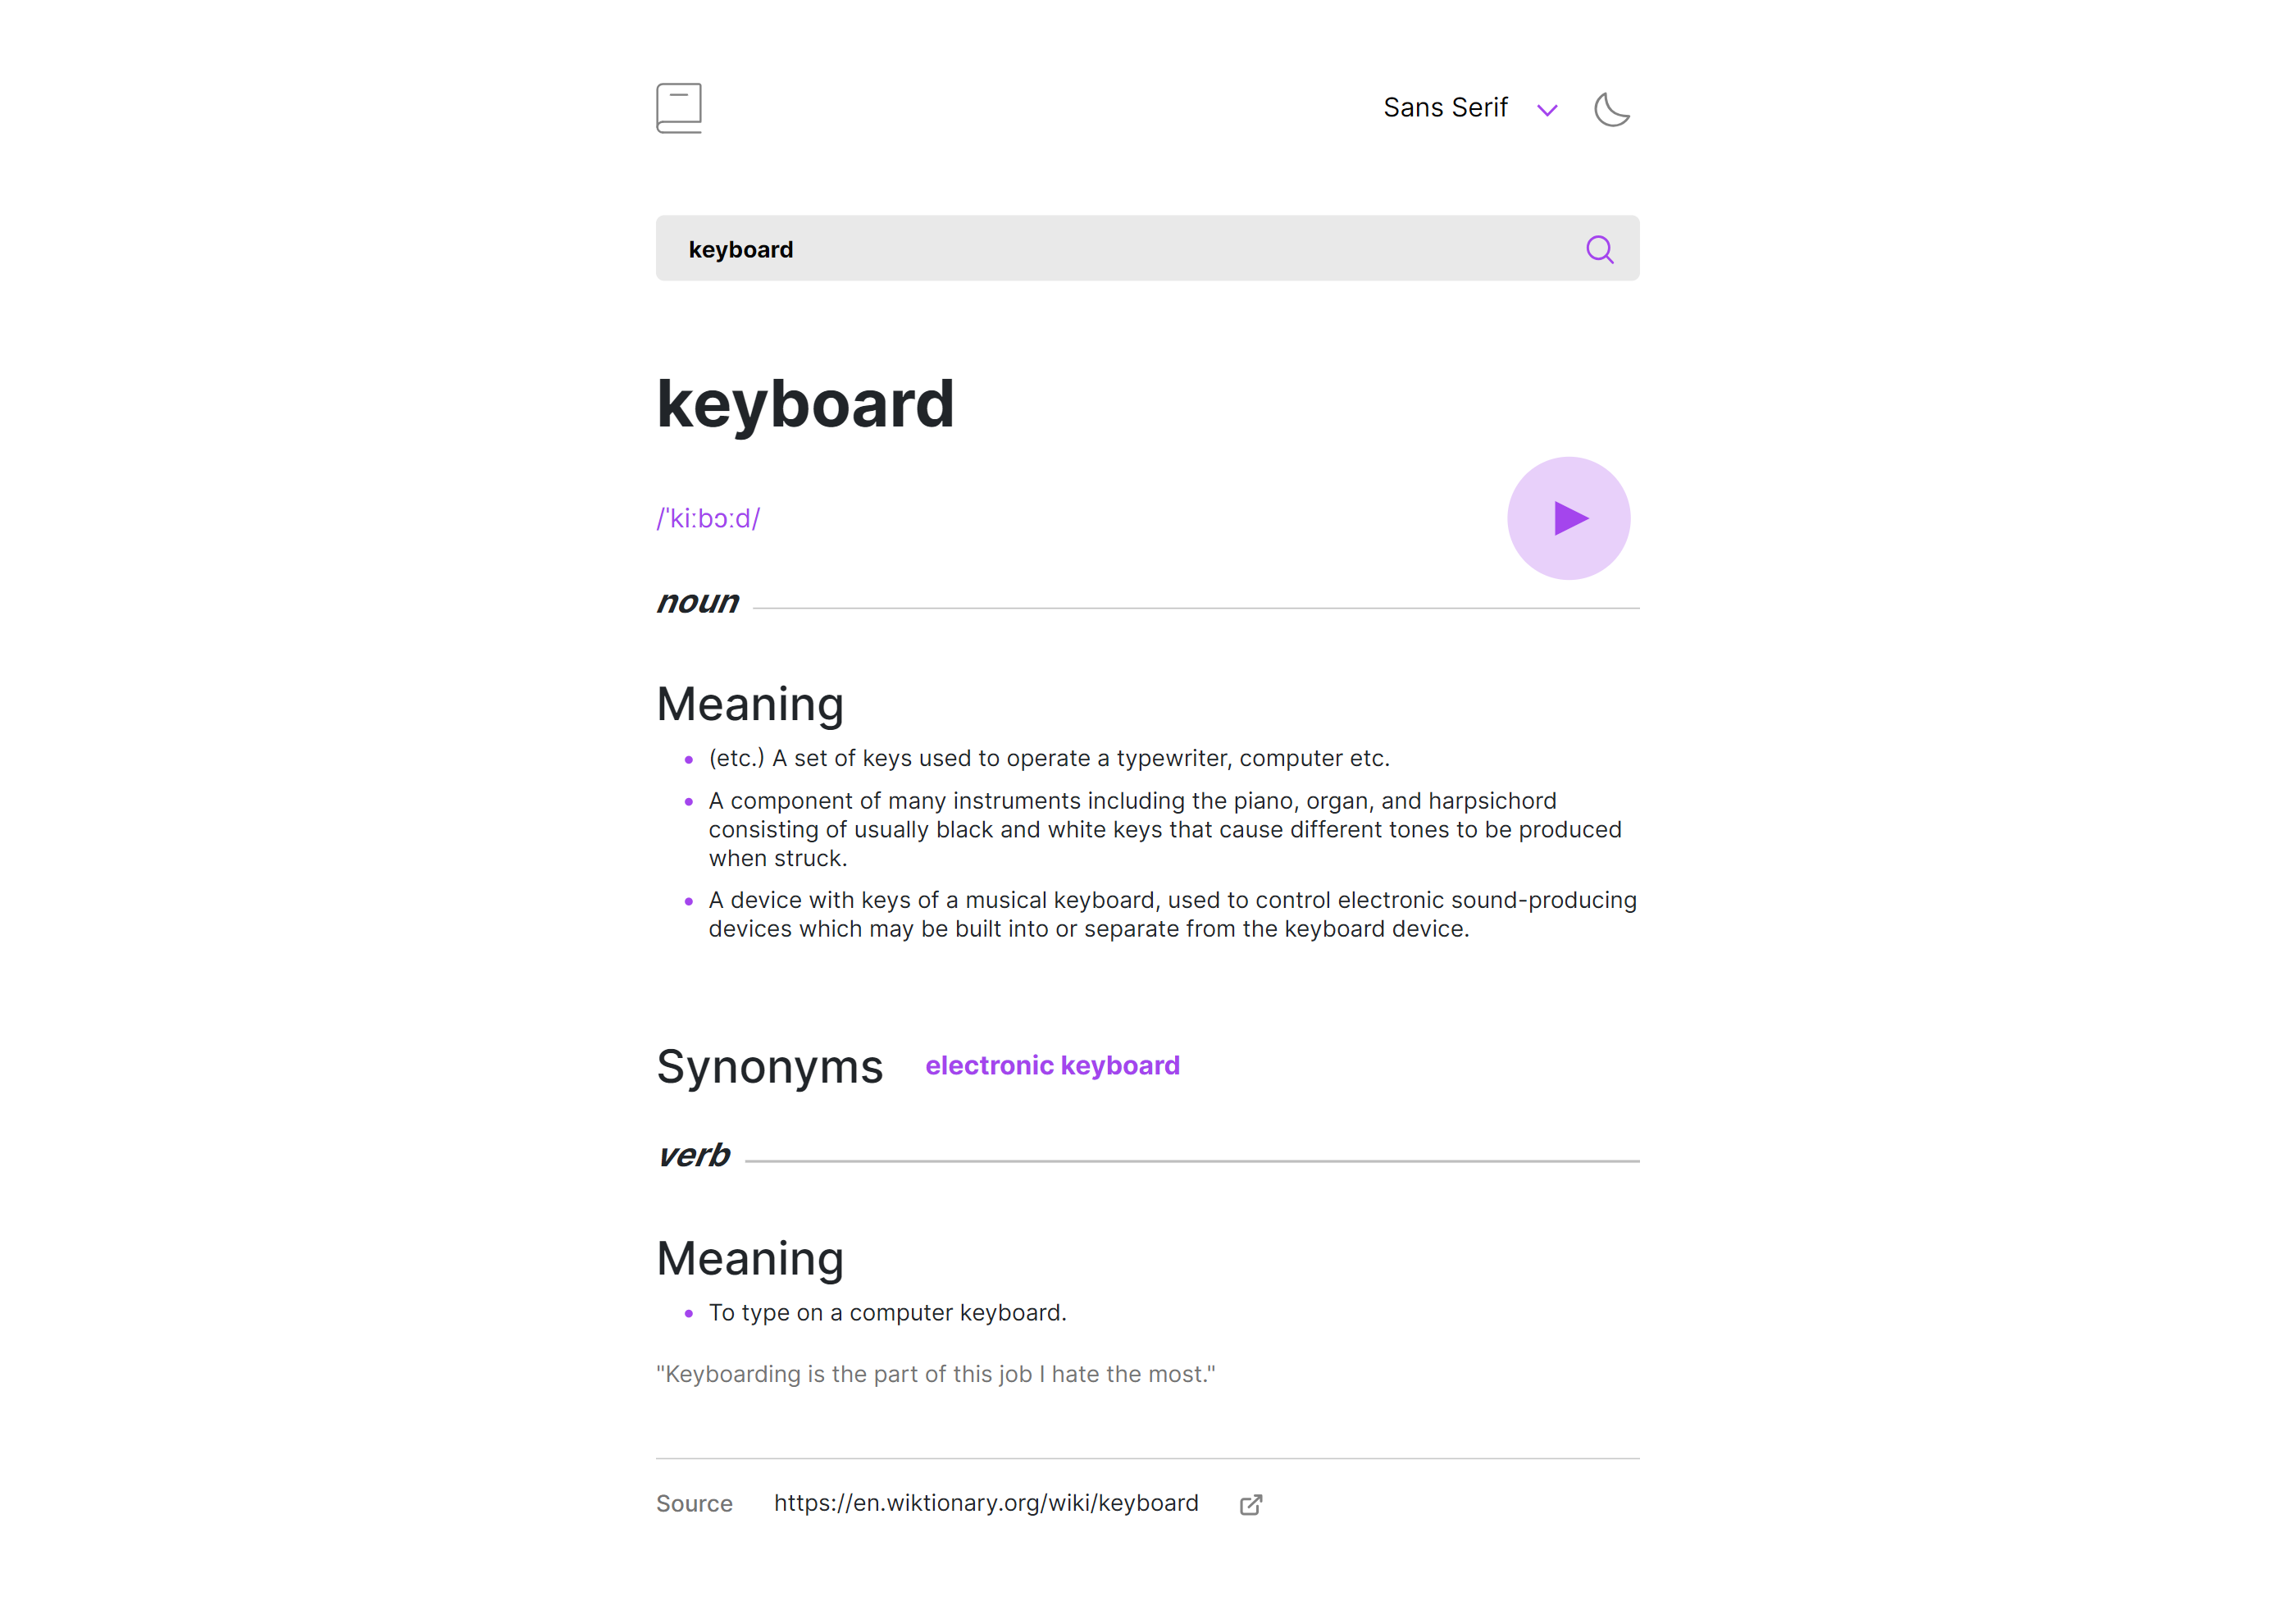 Sans Serif
keyboard
keyboard
/ˈkiːbɔːd/
noun
Meaning
(etc.) A set of keys used to operate a typewriter, computer etc.
A component of many instruments including the piano, organ, and harpsichord
consisting of usually black and white keys that cause different tones to be produced
when struck.
A device with keys of a musical keyboard, used to control electronic sound-producing
devices which may be built into or separate from the keyboard device.
Synonyms electronic keyboard
verb
Meaning
To type on a computer keyboard.
"Keyboarding is the part of this job I hate the most."
Source https://en.wiktionary.org/wiki/keyboard